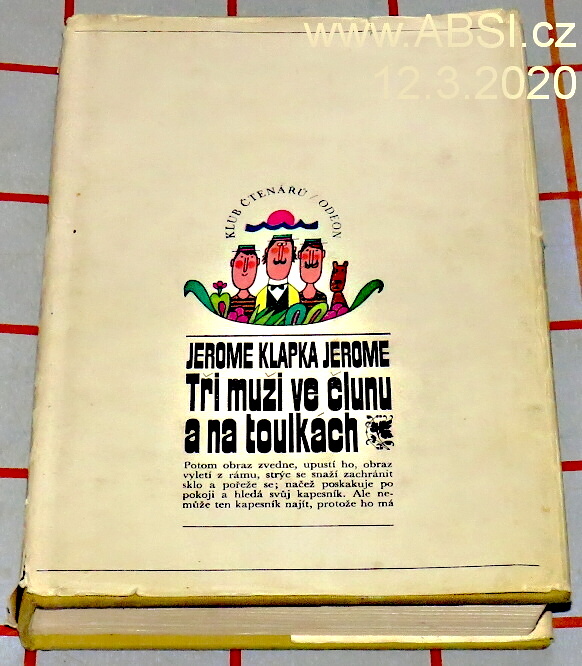 www.ABSI.cz
12.3.2020
KLUB ČTENÁŘŮ / ODEON
JEROME KLAPKA JEROME
Tři muži ve člunu
a na toulkách
Potom obraz zvedne, upustí ho, obraz
vyletí z rámu, strýc se snaží zachránit
sklo a pořeže se; načež poskakuje po
pokoji a hledá svůj kapesník. Ale ne-
může ten kapesník najít, protože ho má